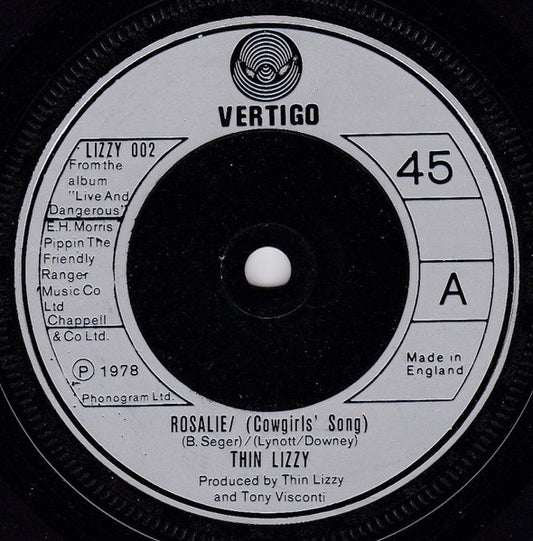 VERTIGO
LIZZY 002
From the
album
"Live And
Dangerous"
E.H. Morris
Pippin The
Friendly
Ranger
Music Co
Ltd
Chappell
& Co Ltd.
Ⓟ 1978
Phonogram Ltd.
45
A
Made in
England
ROSALIE/ (Cowgirls' Song)
(B. Seger)/(Lynott/Downey)
THIN LIZZY
Produced by Thin Lizzy
and Tony Visconti